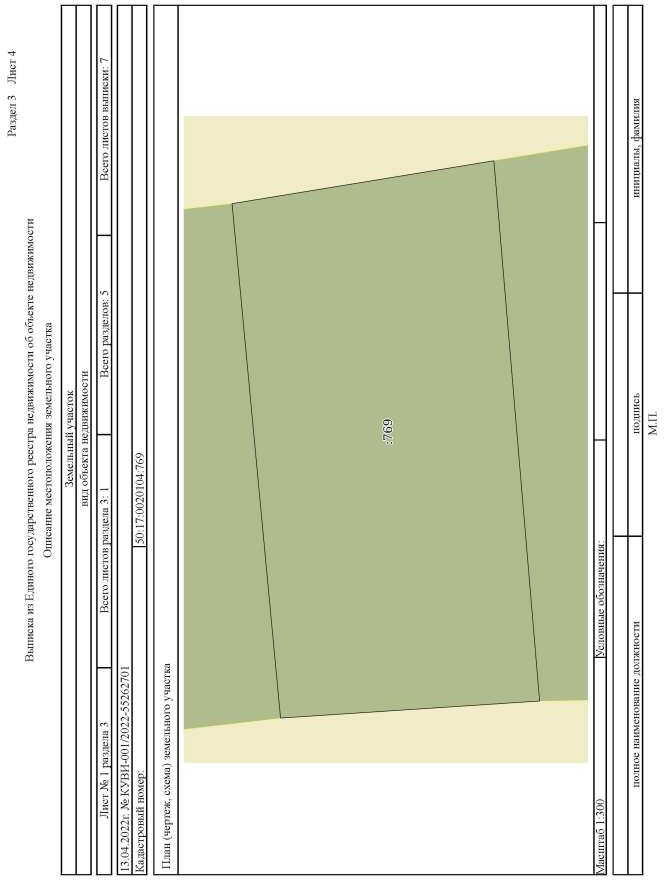 Раздел 3 Лист 4
Выписка из Единого государственного реестра недвижимости об объекте недвижимости
Описание местоположения земельного участка
Земельный участок
вид объекта недвижимости
Лист № 1 раздела 3 Всего листов раздела 3: 1 Всего разделов: 5 Всего листов выписки: 7
13.04.2022г. № КУВИ-001/2022-55262701
Кадастровый номер: 50:17:0020104:769
План (чертеж, схема) земельного участка
:769
Масштаб 1:300 Условные обозначения:
полное наименование должности подпись инициалы, фамилия
М.П.